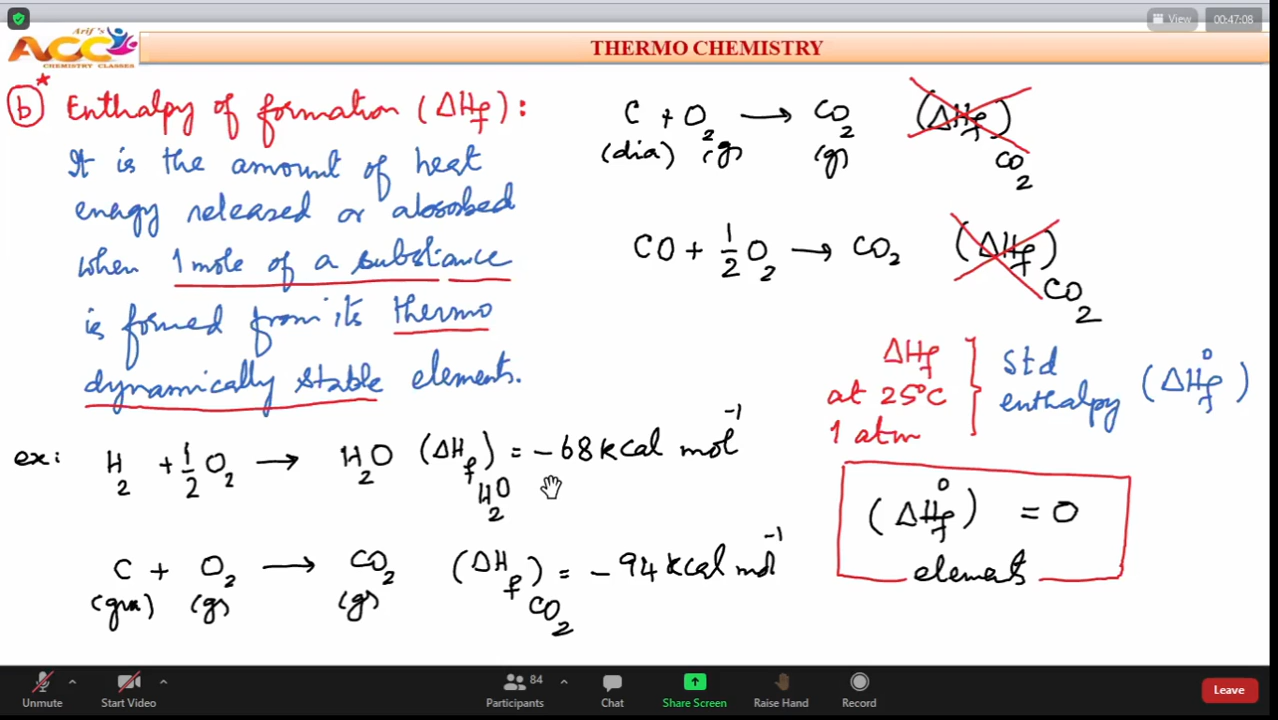 View
00:47:08
Arif's
ACC
CHEMISTRY CLASSES
THERMO CHEMISTRY
(b)* Enthalpy of formation (ΔHf):
It is the amount of heat
energy released or absorbed
when 1 mole of a substance
is formed from its thermo
dynamically stable elements.
ex: H₂ + 1/2 O₂ → H₂O (ΔHf)H₂O = -68 kcal mol⁻¹
C + O₂ → CO₂ (ΔHf)CO₂ = -94 kcal mol⁻¹
(gra) (g) (g)
C + O₂ → CO₂ (ΔHf)CO₂
(dia) (g) (g)
CO + 1/2 O₂ → CO₂ (ΔHf)CO₂
ΔHf
at 25°C
1 atm
Std
enthalpy (ΔHf°)
(ΔHf°) = 0
element
Unmute
Start Video
84
Participants
Chat
Share Screen
Raise Hand
Record
Leave